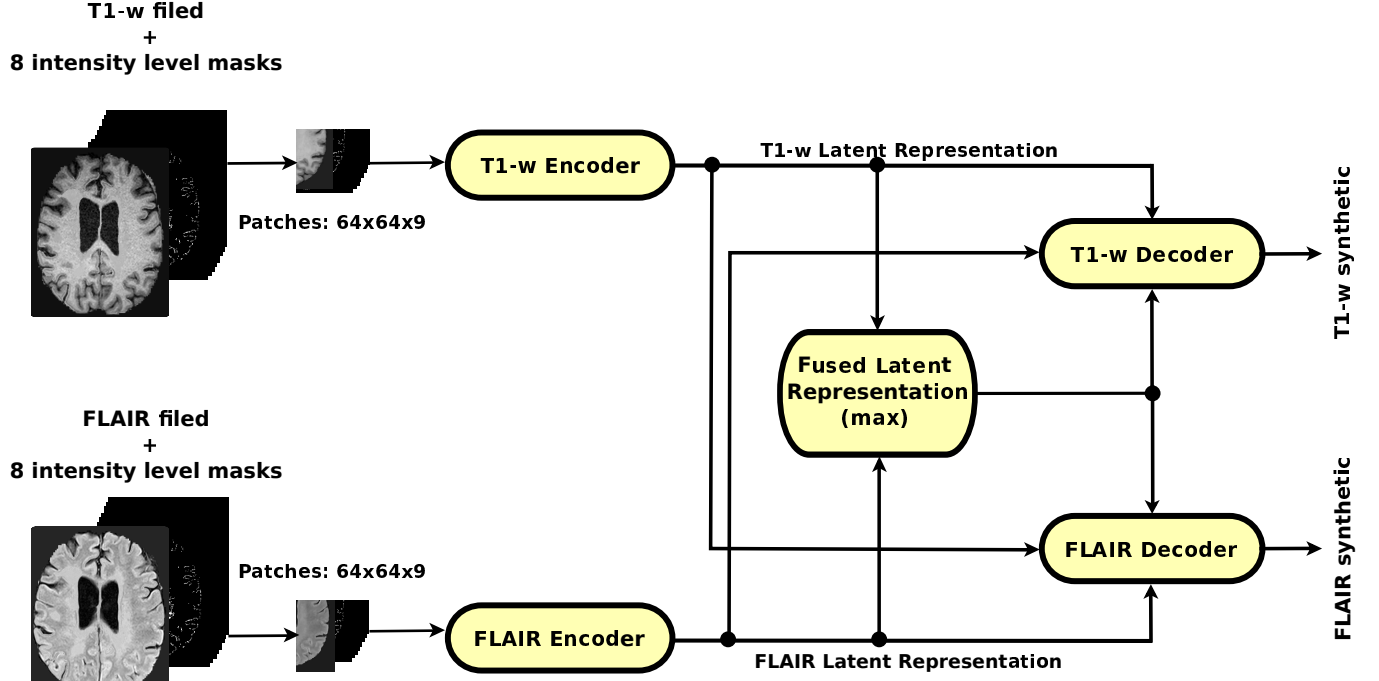 T1-w filed
+
8 intensity level masks
Patches: 64x64x9
T1-w Encoder
T1-w Latent Representation
T1-w Decoder
T1-w synthetic
Fused Latent
Representation
(max)
FLAIR filed
+
8 intensity level masks
Patches: 64x64x9
FLAIR Encoder
FLAIR Latent Representation
FLAIR Decoder
FLAIR synthetic